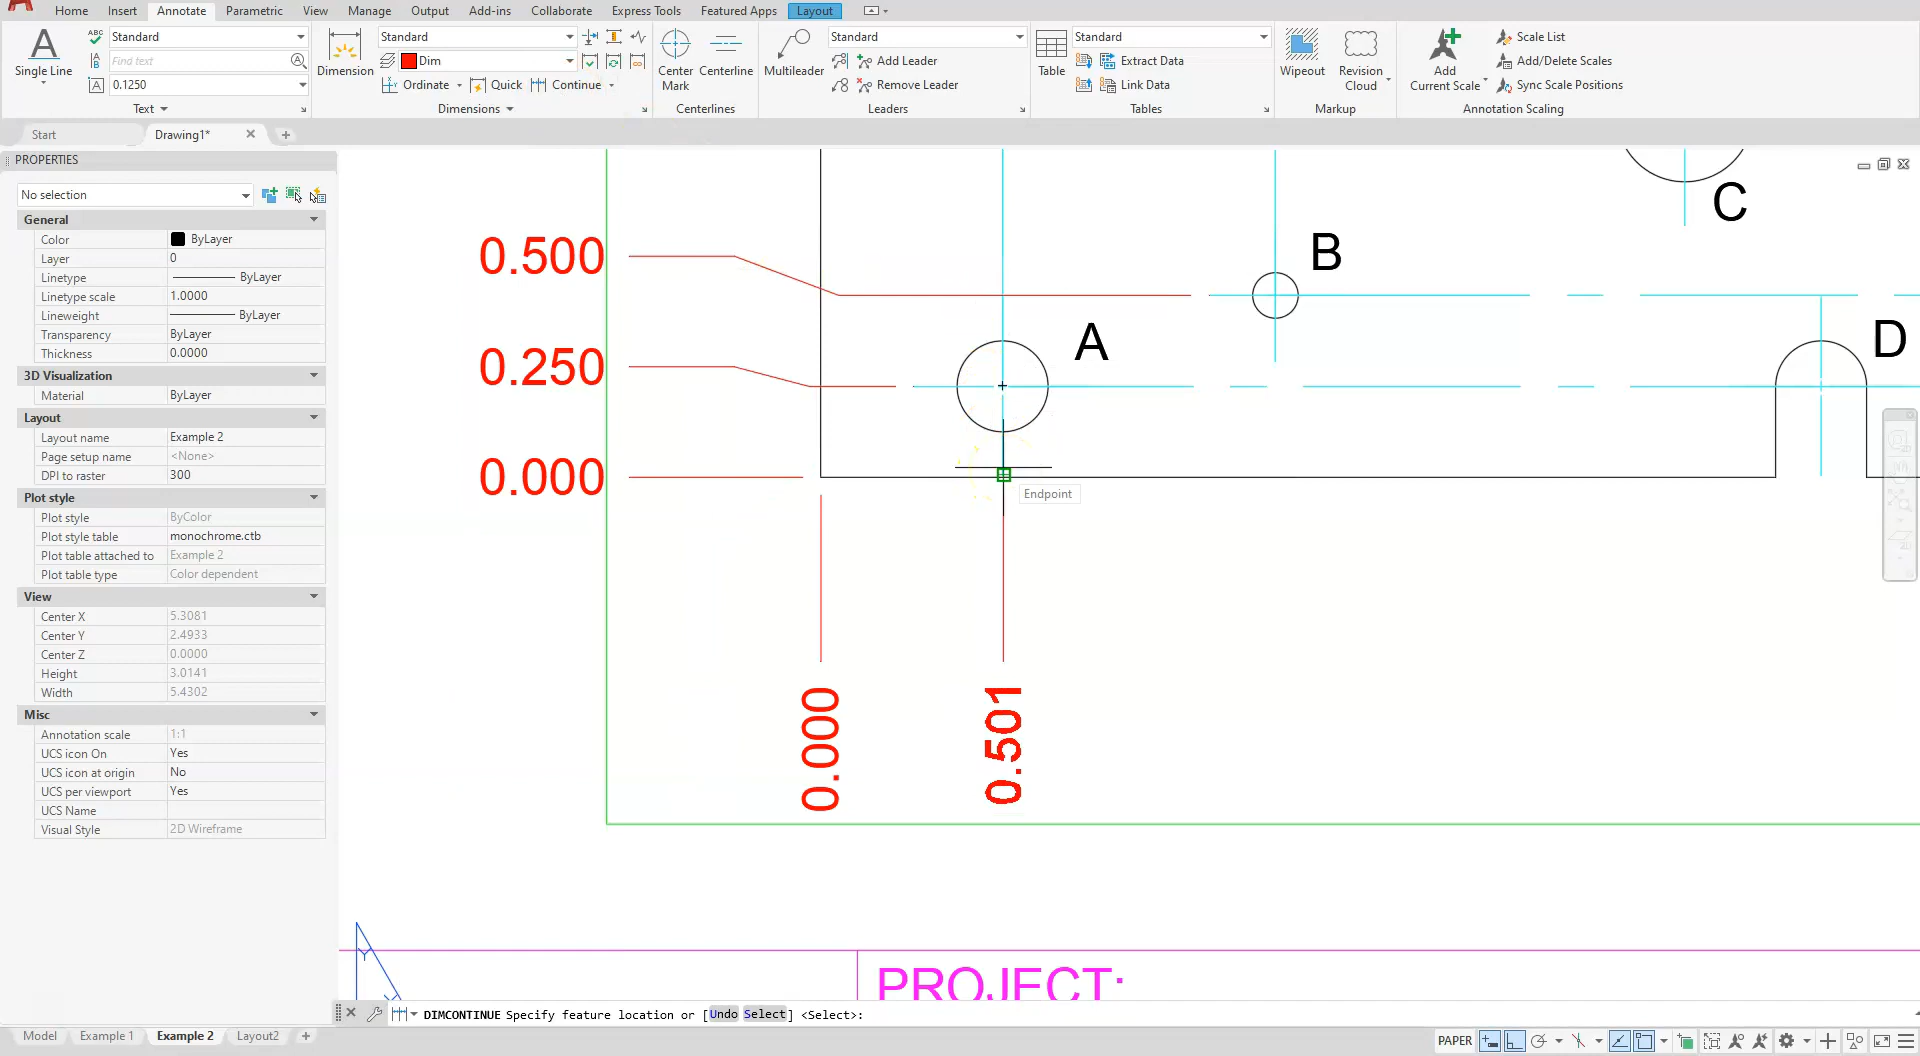 Home Insert Annotate Parametric View Manage Output Add-ins Collaborate Express Tools Featured Apps Layout
Single Line
ABC
Standard
Find text
0.1250
Text
Dimension
Standard
Dim
Ordinate Quick Continue
Dimensions
Center Mark
Centerline
Centerlines
Multileader
Standard
Add Leader
Remove Leader
Leaders
Table
Standard
Extract Data
Link Data
Tables
Wipeout
Revision Cloud
Markup
Add Current Scale
Scale List
Add/Delete Scales
Sync Scale Positions
Annotation Scaling
Start Drawing1*
PROPERTIES
No selection
General
Color ByLayer
Layer 0
Linetype ByLayer
Linetype scale 1.0000
Lineweight ByLayer
Transparency ByLayer
Thickness 0.0000
3D Visualization
Material ByLayer
Layout
Layout name Example 2
Page setup name <None>
DPI to raster 300
Plot style
Plot style ByColor
Plot style table monochrome.ctb
Plot table attached to Example 2
Plot table type Color dependent
View
Center X 5.3081
Center Y 2.4933
Center Z 0.0000
Height 3.0141
Width 5.4302
Misc
Annotation scale 1:1
UCS icon On Yes
UCS icon at origin No
UCS per viewport Yes
UCS Name
Visual Style 2D Wireframe
C
0.500
B
0.250
A
D
0.000
Endpoint
0.000
0.501
Y
PROJECT:
DIMCONTINUE Specify feature location or [Undo Select] <Select>:
Model Example 1 Example 2 Layout2
PAPER